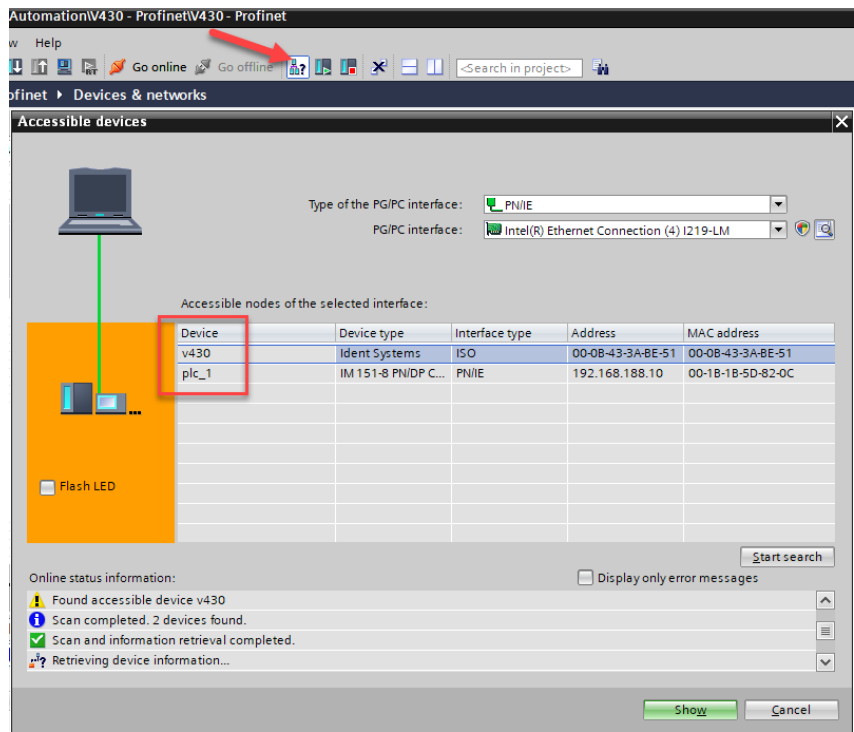 Automation\V430 - Profinet\V430 - Profinet
w Help
Go online Go offline <Search in project>
ofinet Devices & networks
Accessible devices
Type of the PG/PC interface: PN/IE
PG/PC interface: Intel(R) Ethernet Connection (4) I219-LM
Accessible nodes of the selected interface:
Device Device type Interface type Address MAC address
v430 Ident Systems ISO 00-0B-43-3A-BE-51 00-0B-43-3A-BE-51
plc_1 IM 151-8 PN/DP C... PN/IE 192.168.188.10 00-1B-1B-5D-82-0C
Flash LED
Start search
Online status information: Display only error messages
Found accessible device v430
Scan completed. 2 devices found.
Scan and information retrieval completed.
Retrieving device information...
Show Cancel